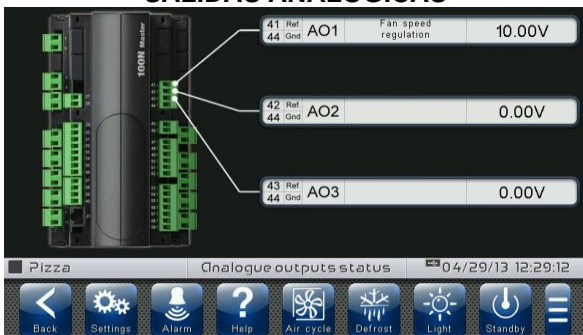 SALIDAS ANALOGICAS
100N Master
41 Ref. AO1 Fan speed regulation 10.00V
44 Gnd
42 Ref. AO2 0.00V
44 Gnd
43 Ref. AO3 0.00V
44 Gnd
Pizza Analogue outputs status 04/29/13 12:29:12
Back Settings Alarm Help Air cycle Defrost Light Standby